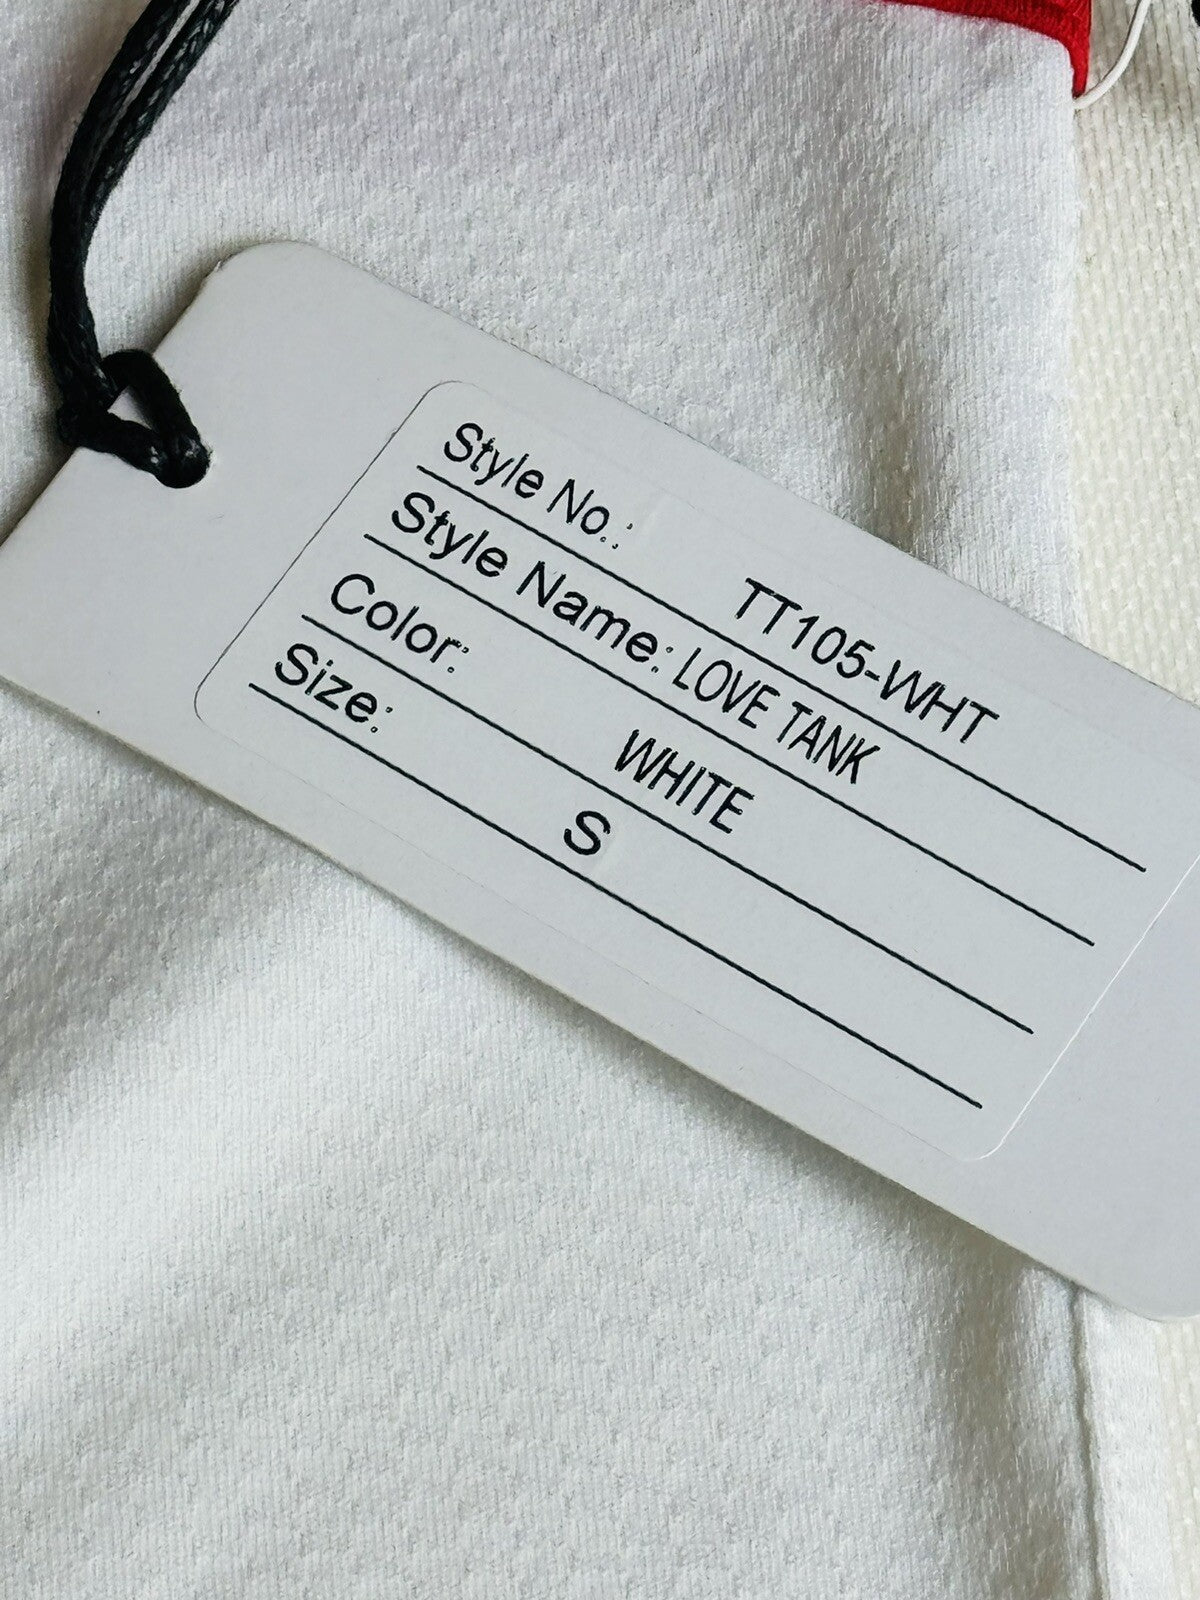 Style No.: TT105-WHT
Style Name: LOVE TANK
Color: WHITE
Size: S